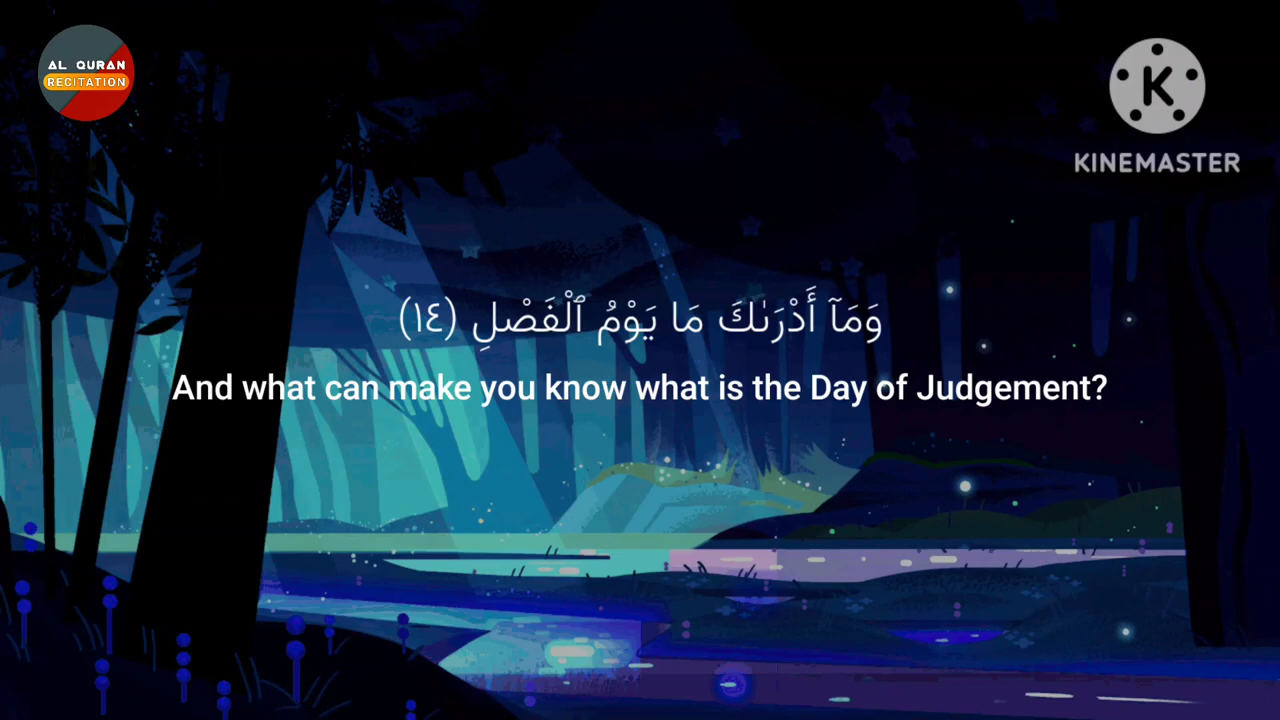 AL QURAN
RECITATION
K
KINEMASTER
وَمَآ أَدْرَىٰكَ مَا يَوْمُ ٱلْفَصْلِ (١٤)
And what can make you know what is the Day of Judgement?